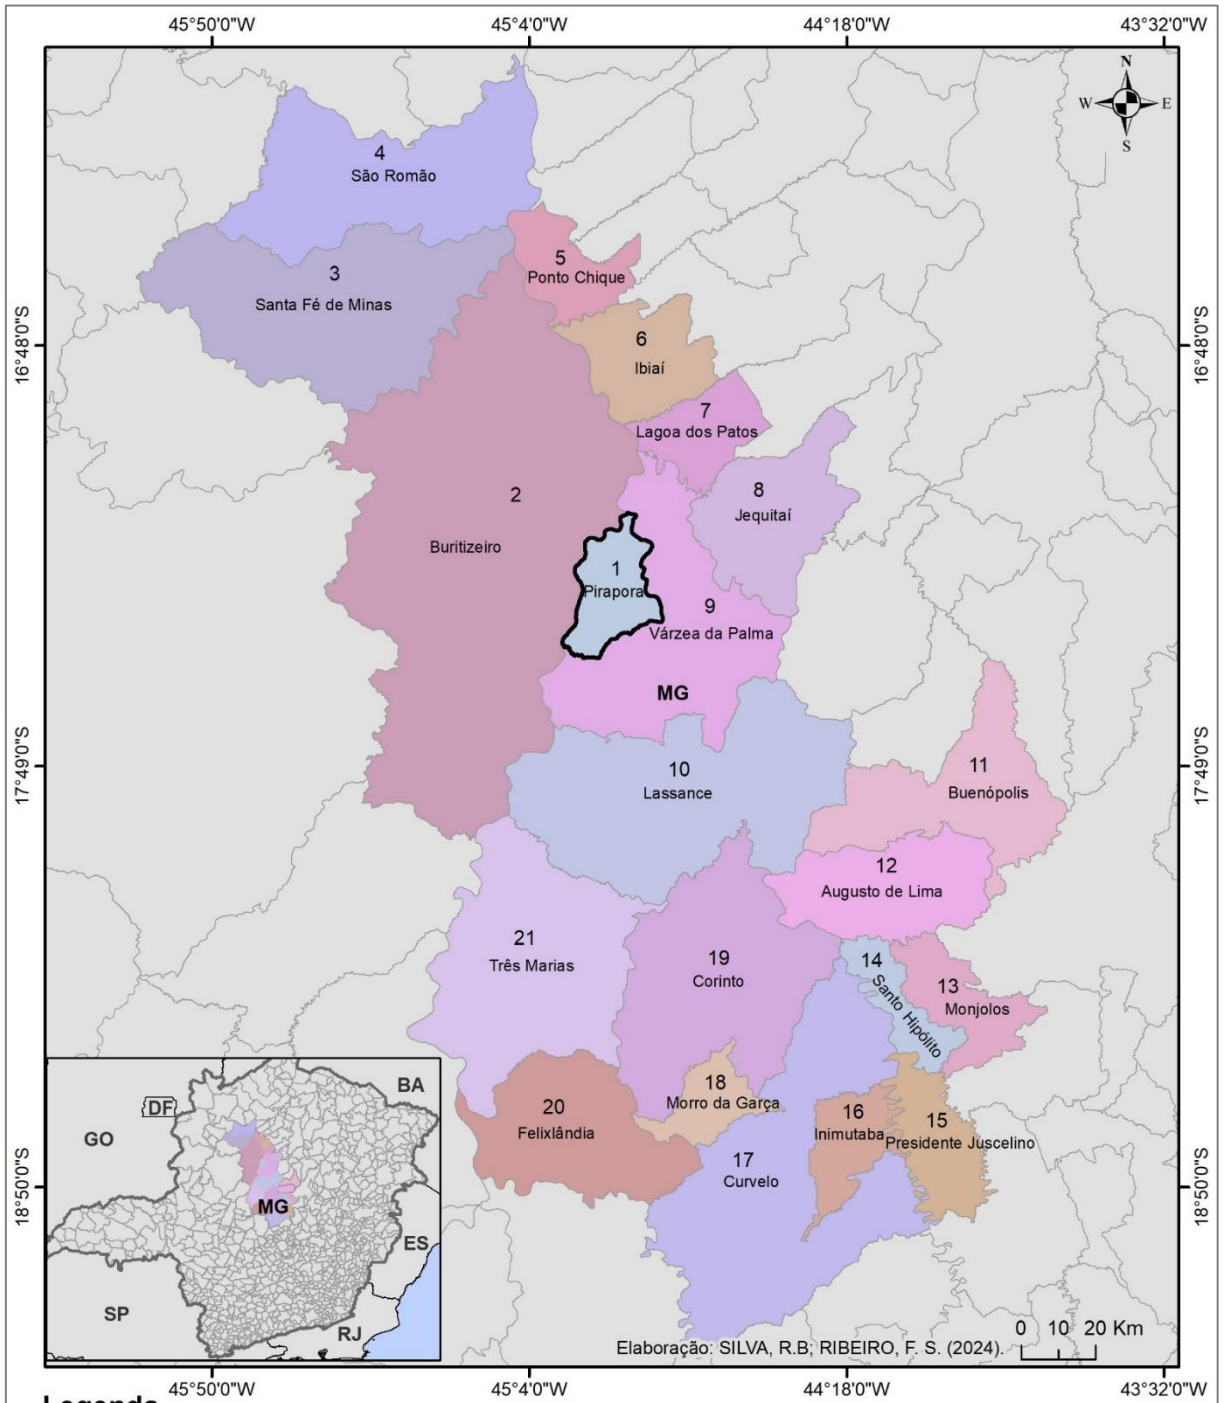 45°50'0"W 45°4'0"W 44°18'0"W 43°32'0"W
N
W E
S
4
São Romão
5
Ponto Chique
3
Santa Fé de Minas
16°48'0"S 16°48'0"S
6
Ibiaí
7
Lagoa dos Patos
2
Buritizeiro
8
Jequitaí
1
Pirapora
9
Várzea da Palma
MG
17°49'0"S 17°49'0"S
10
Lassance
11
Buenópolis
12
Augusto de Lima
21
Três Marias
19
Corinto
14
Santo Hipólito
13
Monjolos
18
Morro da Garça
20
Felixlândia
16
Inimutaba
15
Presidente Juscelino
17
Curvelo
18°50'0"S 18°50'0"S
BA
DF
GO
MG
ES
SP
RJ
0 10 20 Km
Elaboração: SILVA, R.B; RIBEIRO, F. S. (2024).
45°50'0"W 45°4'0"W 44°18'0"W 43°32'0"W
Legenda